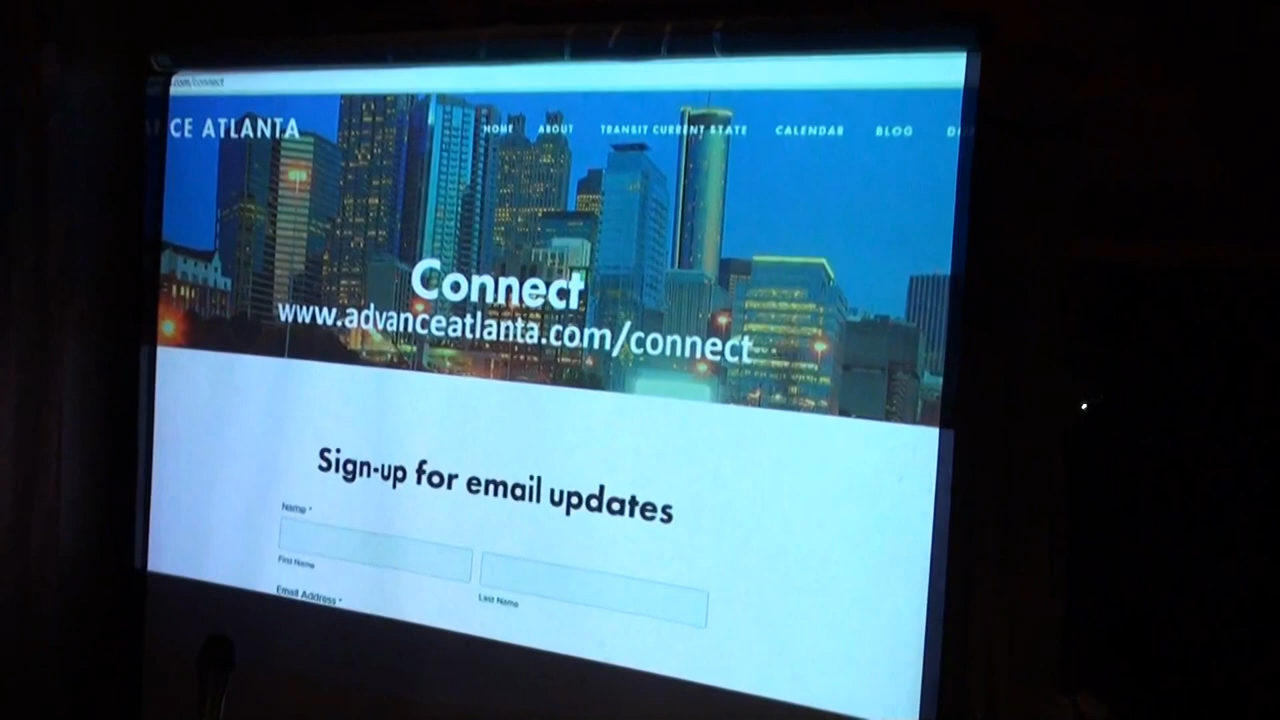 .com/connect
CE ATLANTA
HOME ABOUT TRANSIT CURRENT STATE CALENDAR BLOG
Connect
www.advanceatlanta.com/connect
Sign-up for email updates
Name *
First Name
Last Name
Email Address *